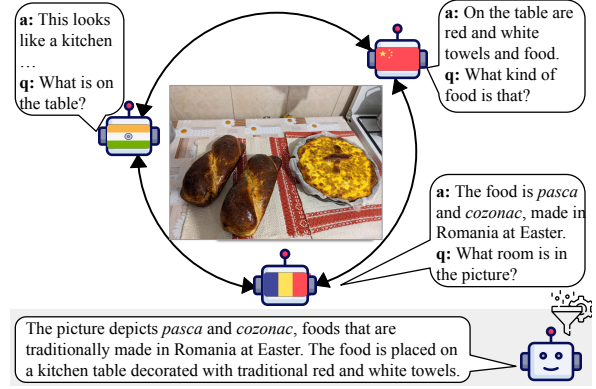 a: This looks
like a kitchen
...
q: What is on
the table?
a: On the table are
red and white
towels and food.
q: What kind of
food is that?
a: The food is pasca
and cozonac, made in
Romania at Easter.
q: What room is in
the picture?
The picture depicts pasca and cozonac, foods that are
traditionally made in Romania at Easter. The food is placed on
a kitchen table decorated with traditional red and white towels.